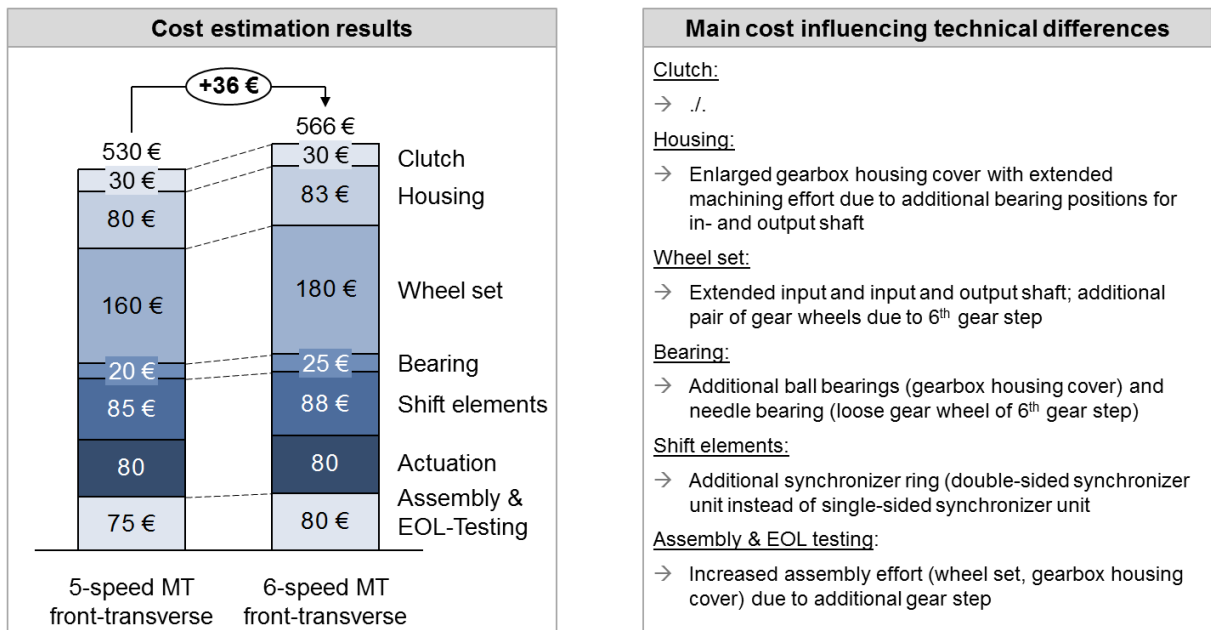 Cost estimation results
+36 €
530 €
566 €
30 €
30 €
Clutch
80 €
83 €
Housing
160 €
180 €
Wheel set
20 €
25 €
Bearing
85 €
88 €
Shift elements
80
80
Actuation
75 €
80 €
Assembly &
EOL-Testing
5-speed MT
front-transverse
6-speed MT
front-transverse
Main cost influencing technical differences
Clutch:
→ ./.
Housing:
→ Enlarged gearbox housing cover with extended
machining effort due to additional bearing positions for
in- and output shaft
Wheel set:
→ Extended input and input and output shaft; additional
pair of gear wheels due to 6th gear step
Bearing:
→ Additional ball bearings (gearbox housing cover) and
needle bearing (loose gear wheel of 6th gear step)
Shift elements:
→ Additional synchronizer ring (double-sided synchronizer
unit instead of single-sided synchronizer unit
Assembly & EOL testing:
→ Increased assembly effort (wheel set, gearbox housing
cover) due to additional gear step